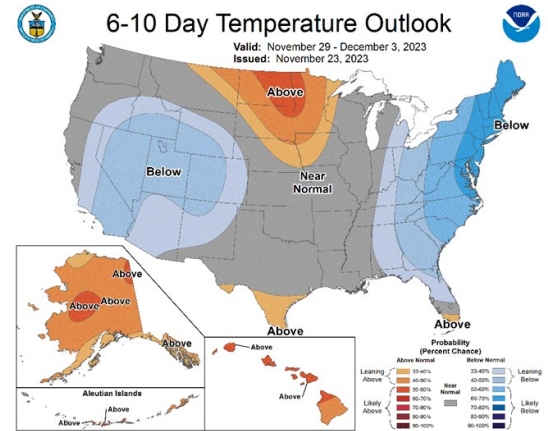 6-10 Day Temperature Outlook
Valid: November 29 - December 3, 2023
Issued: November 23, 2023
NOAA
Above
Below
Below
Near
Normal
Above
Above
Above
Above
Above
Above
Aleutian Islands
Above
Above
Above
Above
Probability
(Percent Chance)
Above Normal
Below Normal
Leaning
Above
33-40%
40-50%
Likely
Above
50-60%
60-70%
70-80%
80-90%
90-100%
Near
Normal
33-40%
40-50%
Leaning
Below
50-60%
60-70%
70-80%
80-90%
90-100%
Likely
Below